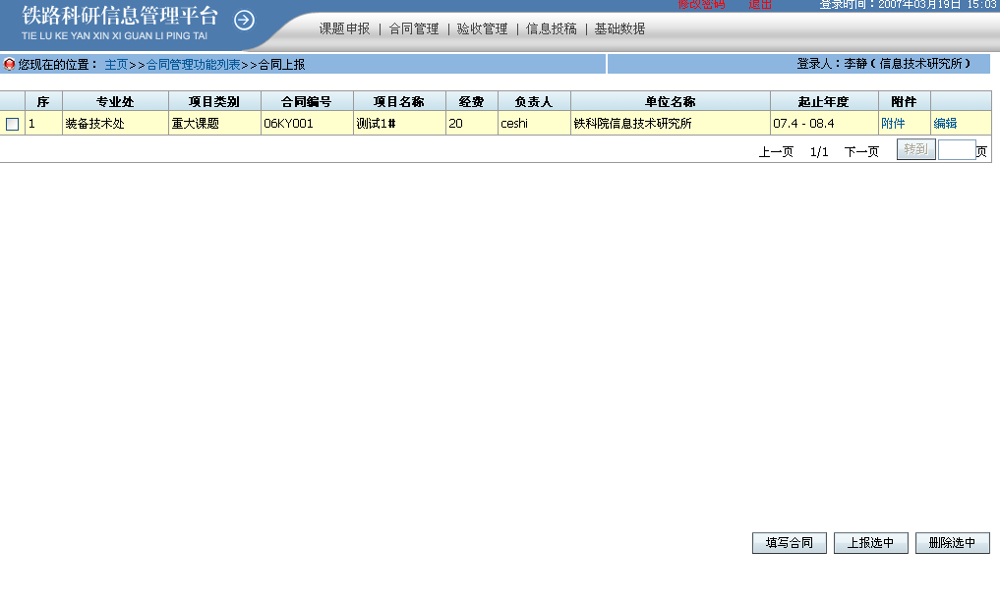 铁路科研信息管理平台
TIE LU KE YAN XIN XI GUAN LI PING TAI
修改密码 退出 登录时间：2007年03月19日 15:03
课题申报 | 合同管理 | 验收管理 | 信息投稿 | 基础数据
您现在的位置： 主页>>合同管理功能列表>>合同上报 登录人：李静（信息技术研究所）
序 专业处 项目类别 合同编号 项目名称 经费 负责人 单位名称 起止年度 附件
1 装备技术处 重大课题 06KY001 测试1# 20 ceshi 铁科院信息技术研究所 07.4 - 08.4 附件 编辑
上一页 1/1 下一页 转到 页
填写合同 上报选中 删除选中